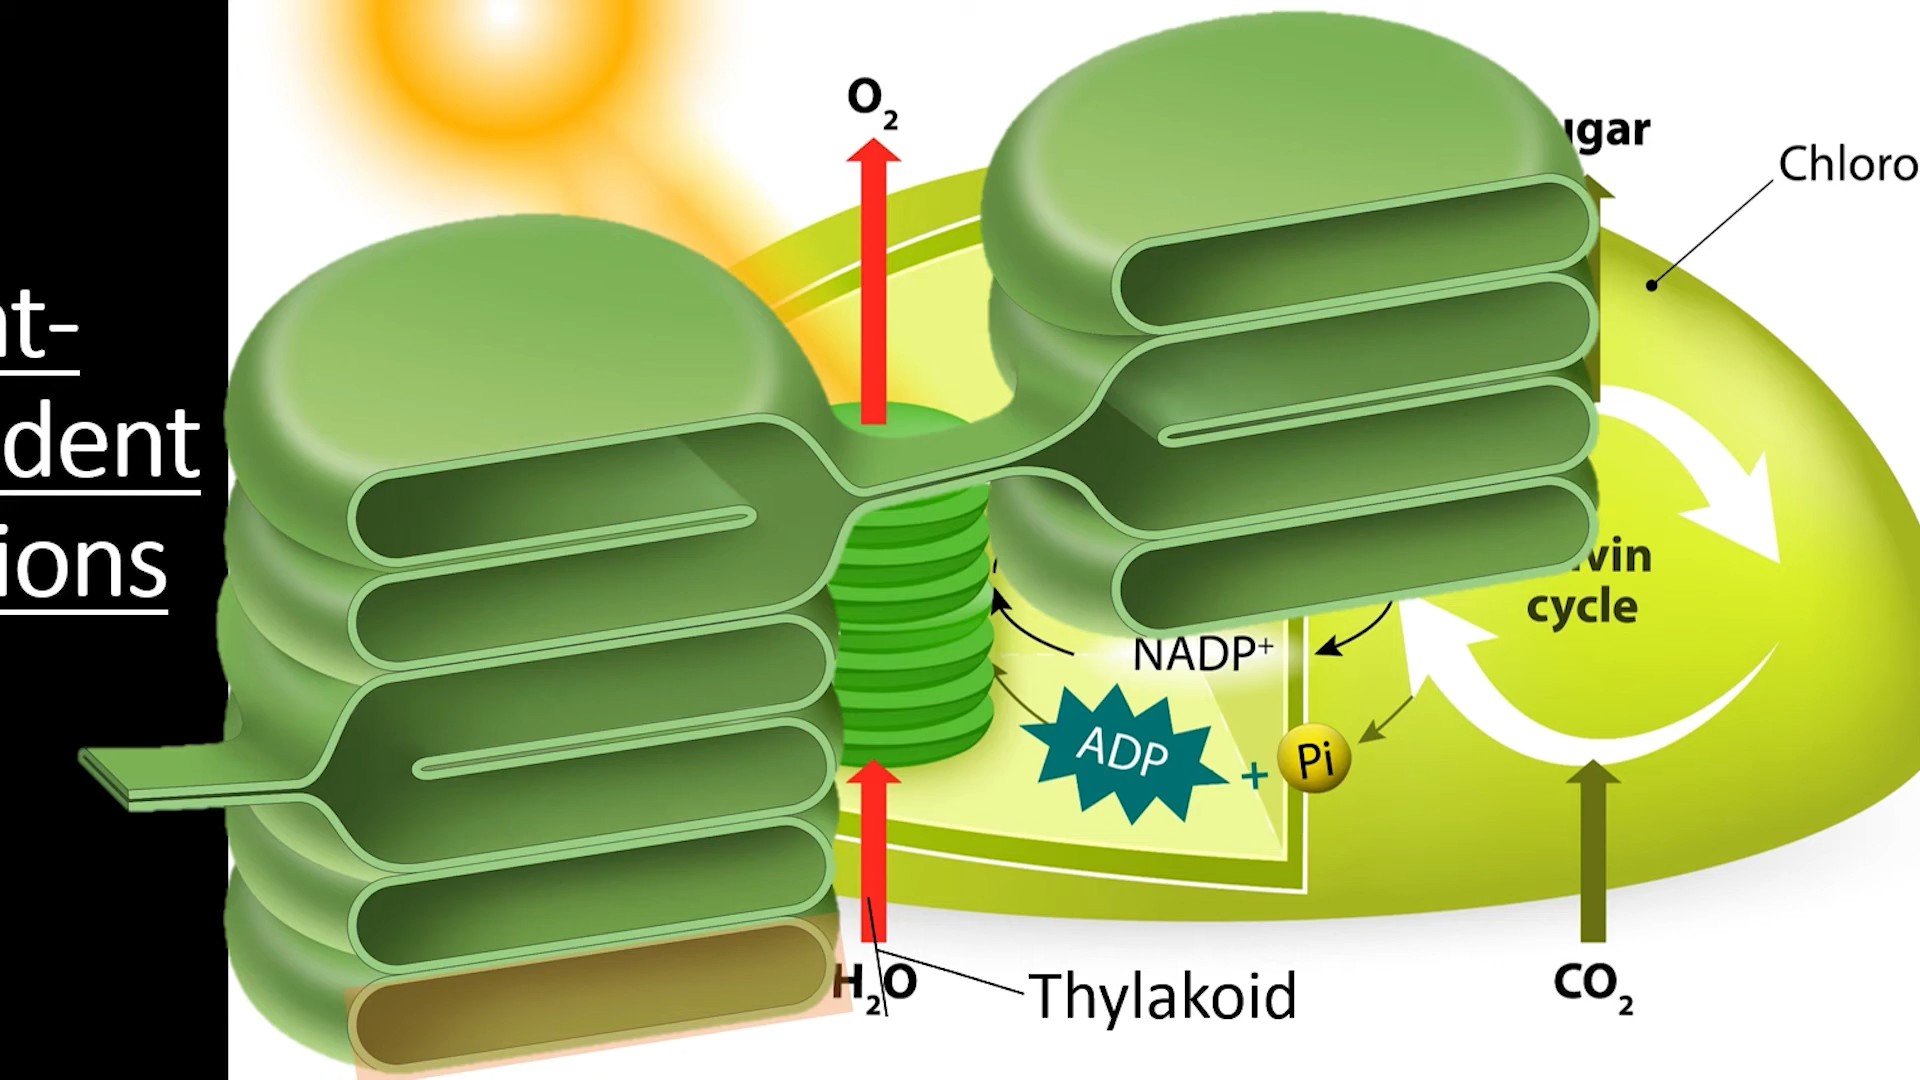 nt-
dent
ions
O2
ugar
Chloro
vin
cycle
NADP+
ADP
+
Pi
H2O
Thylakoid
CO2